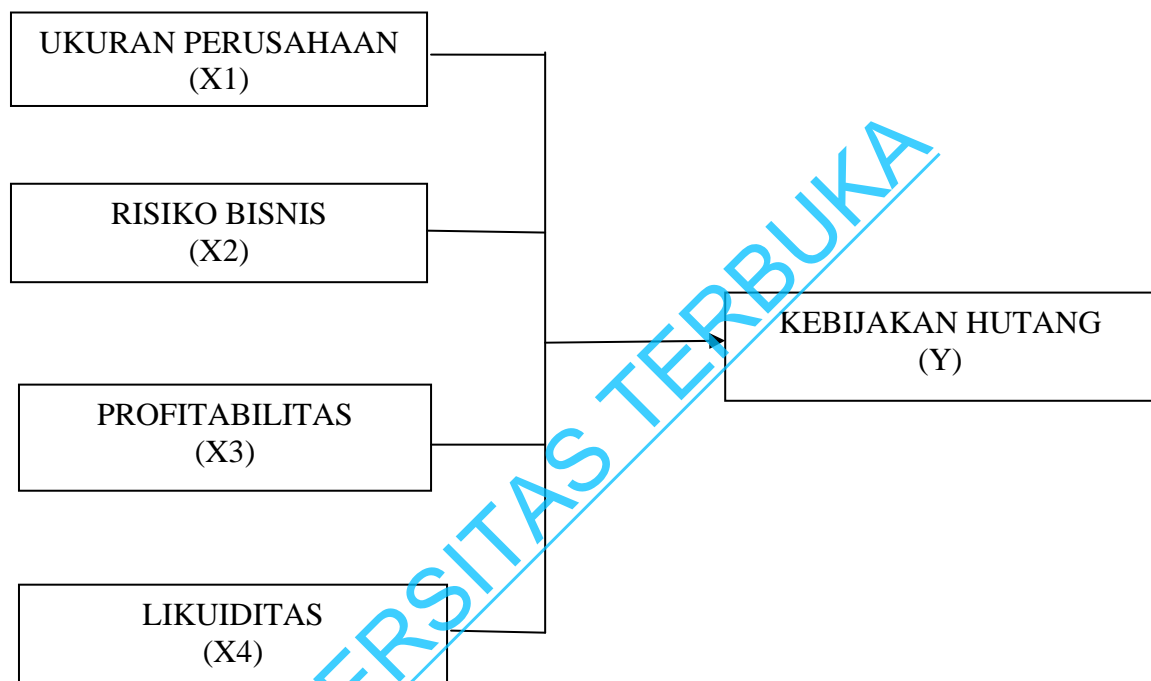 UKURAN PERUSAHAAN
(X1)
RISIKO BISNIS
(X2)
KEBIJAKAN HUTANG
(Y)
PROFITABILITAS
(X3)
LIKUIDITAS
(X4)
ERSITAS TERBUKA